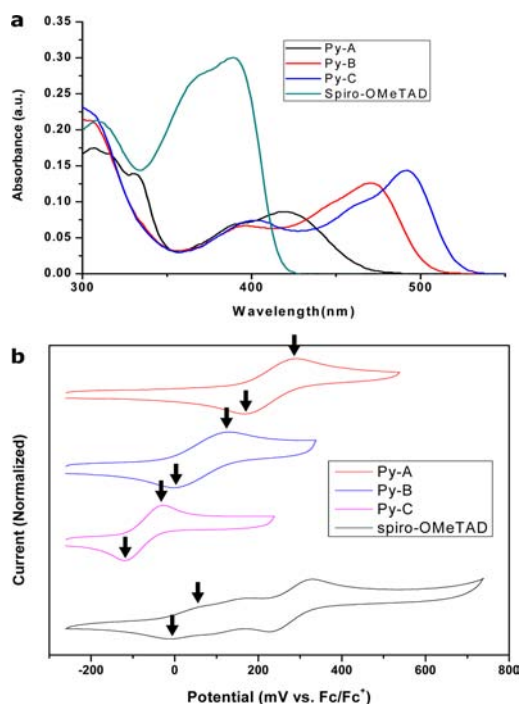 a
0.30
0.25
0.20
0.15
0.10
0.05
0.00
Absorbance (a.u.)
Py-A
Py-B
Py-C
Spiro-OMeTAD
300
400
500
Wavelength(nm)
b
Current (Normalized)
Py-A
Py-B
Py-C
spiro-OMeTAD
-200
0
200
400
600
800
Potential (mV vs. Fc/Fc⁺)